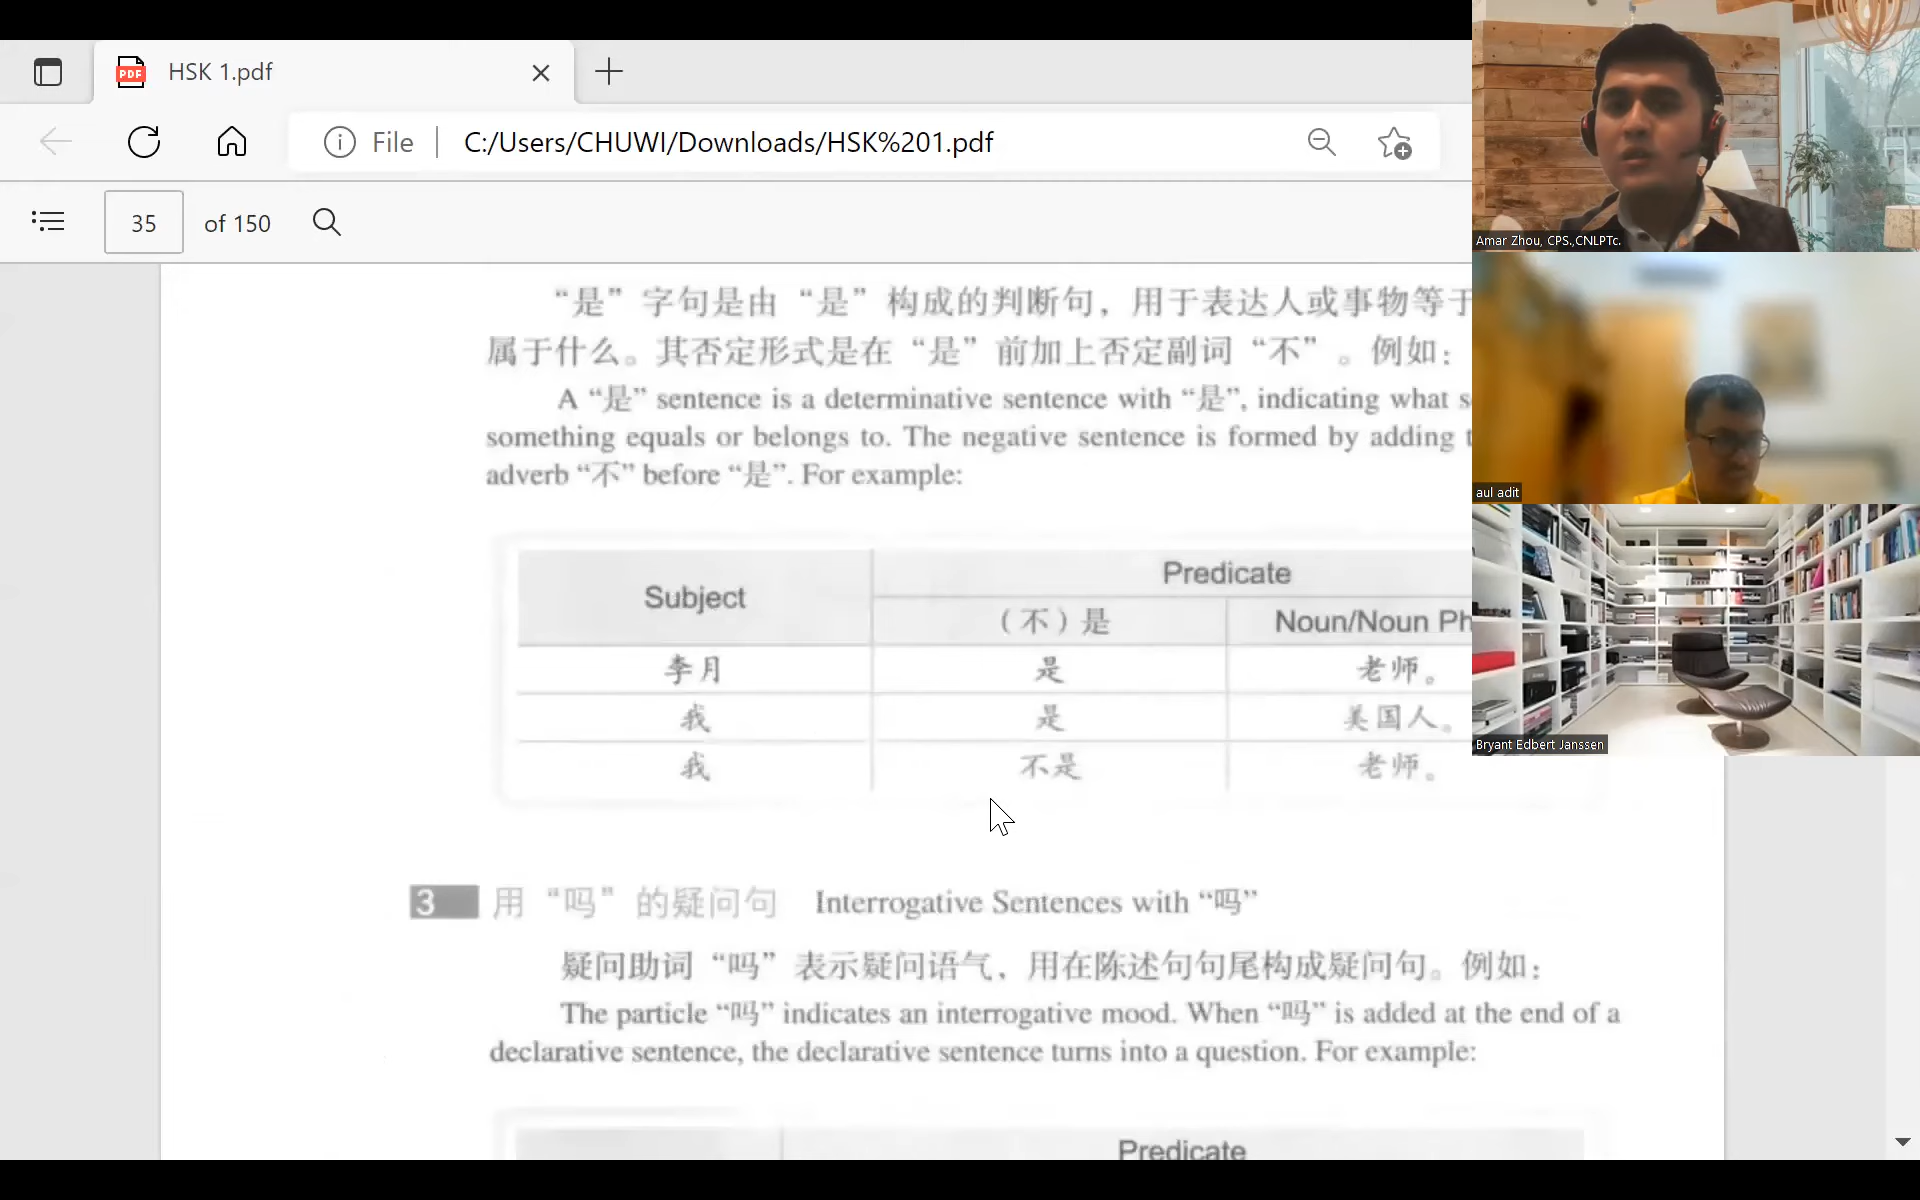 HSK 1.pdf
File
C:/Users/CHUWI/Downloads/HSK%201.pdf
35 of 150
“是”字句是由“是”构成的判断句，用于表达人或事物等于
属于什么。其否定形式是在“是”前加上否定副词“不”。例如：
A “是” sentence is a determinative sentence with “是”, indicating what s
something equals or belongs to. The negative sentence is formed by adding t
adverb “不” before “是”. For example:
Subject
Predicate
（不）是
Noun/Noun Ph
李月 是 老师。
我 是 美国人。
我 不是 老师。
3 用“吗”的疑问句 Interrogative Sentences with “吗”
疑问助词“吗”表示疑问语气，用在陈述句句尾构成疑问句。例如：
The particle “吗” indicates an interrogative mood. When “吗” is added at the end of a
declarative sentence, the declarative sentence turns into a question. For example:
Predicate
Amar Zhou, CPS.,CNLPTc.
aul adit
Bryant Edbert Janssen